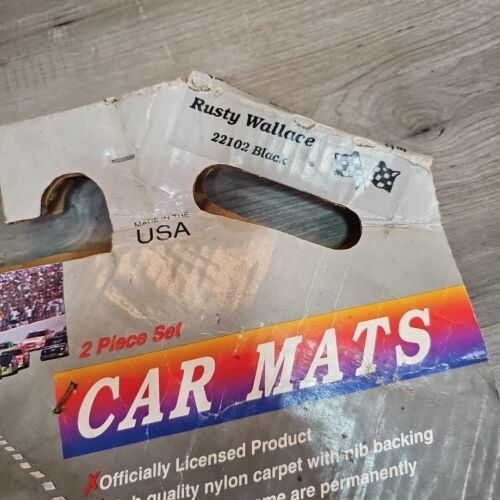 Rusty Wallace
22102 Black
MADE IN THE
USA
2 Piece Set
CAR MATS
XOfficially Licensed Product
quality nylon carpet with nib backing
are permanently